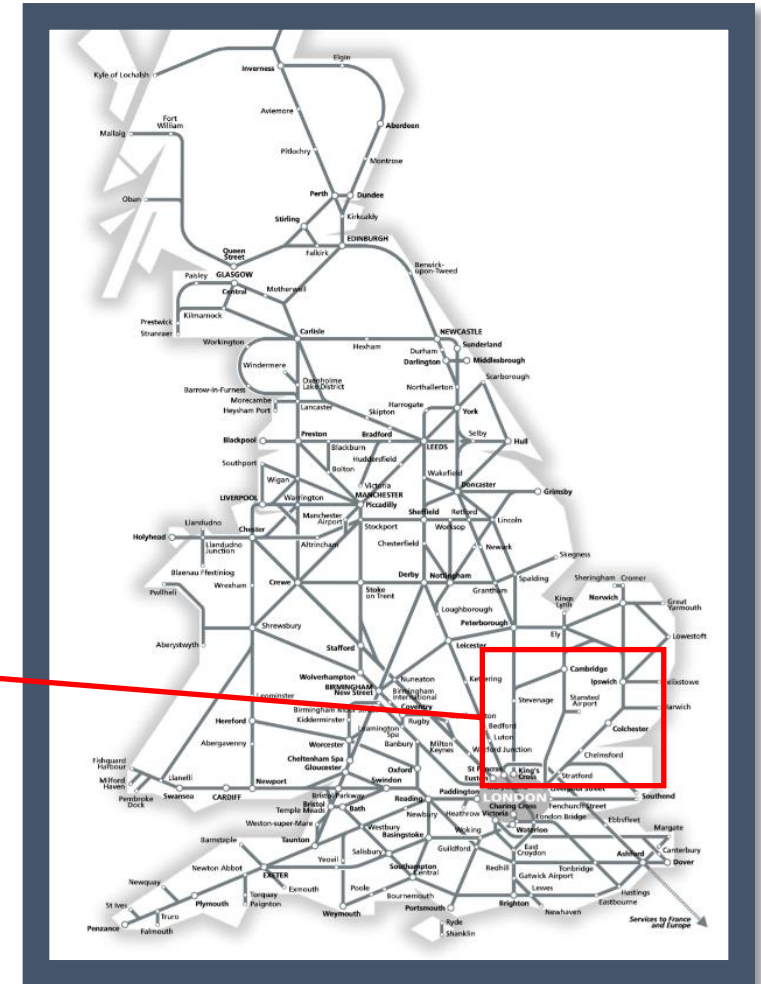 Kyle of Lochalsh
Inverness
Elgin
Aviemore
Aberdeen
Fort
William
Mallaig
Pitlochry
Montrose
Perth
Dundee
Oban
Stirling
Kirkcaldy
EDINBURGH
Falkirk
Queen
Street
GLASGOW
Central
Paisley
Motherwell
Berwick-
upon-Tweed
Prestwick
Stranraer
Kilmarnock
Carlisle
Hexham
NEWCASTLE
Sunderland
Workington
Durham
Darlington
Middlesbrough
Windermere
Oxenholme
Lake District
Northallerton
Scarborough
Barrow-in-Furness
Morecambe
Heysham Port
Lancaster
Harrogate
Skipton
York
Blackpool
Preston
Bradford
Blackburn
LEEDS
Selby
Hull
Huddersfield
Southport
Bolton
Wakefield
Wigan
Victoria
MANCHESTER
Piccadilly
Doncaster
Grimsby
LIVERPOOL
Warrington
Manchester
Airport
Stockport
Sheffield
Retford
Worksop
Lincoln
Llandudno
Holyhead
Llandudno
Junction
Chester
Altrincham
Chesterfield
Newark
Skegness
Blaenau Ffestiniog
Pwllheli
Wrexham
Crewe
Stoke
on Trent
Derby
Nottingham
Grantham
Spalding
Sheringham
Cromer
Kings
Lynn
Norwich
Great
Yarmouth
Loughborough
Peterborough
Ely
Lowestoft
Aberystwyth
Shrewsbury
Stafford
Leicester
Wolverhampton
BIRMINGHAM
New Street
Nuneaton
Birmingham
International
Kettering
Cambridge
Ipswich
Felixstowe
Stevenage
Stansted
Airport
Harwich
Leominster
Kidderminster
Coventry
Rugby
Bedford
Colchester
Hereford
Leamington
Spa
Luton
Worcester
Banbury
Milton
Keynes
Watford Junction
Chelmsford
Abergavenny
Cheltenham Spa
Gloucester
Oxford
St Pancras
Euston
King's
Cross
Stratford
Fishguard
Harbour
Milford
Haven
Pembroke
Dock
Llanelli
Swansea
CARDIFF
Newport
Swindon
Paddington
Liverpool Street
Southend
LONDON
Bristol Parkway
Bristol
Temple Meads
Bath
Reading
Newbury
Heathrow
Victoria
Charing Cross
Fenchurch Street
London Bridge
Waterloo
Ebbsfleet
Margate
Weston-super-Mare
Westbury
Basingstoke
Woking
Barnstaple
Taunton
Salisbury
Guildford
East
Croydon
Canterbury
Ashford
Dover
Yeovil
Newton Abbot
EXETER
Southampton
Central
Redhill
Gatwick Airport
Tonbridge
Newquay
Torquay
Paignton
Exmouth
Poole
Bournemouth
Lewes
Hastings
Eastbourne
St Ives
Plymouth
Weymouth
Portsmouth
Brighton
Newhaven
Truro
Penzance
Falmouth
Ryde
Shanklin
Services to France
and Europe